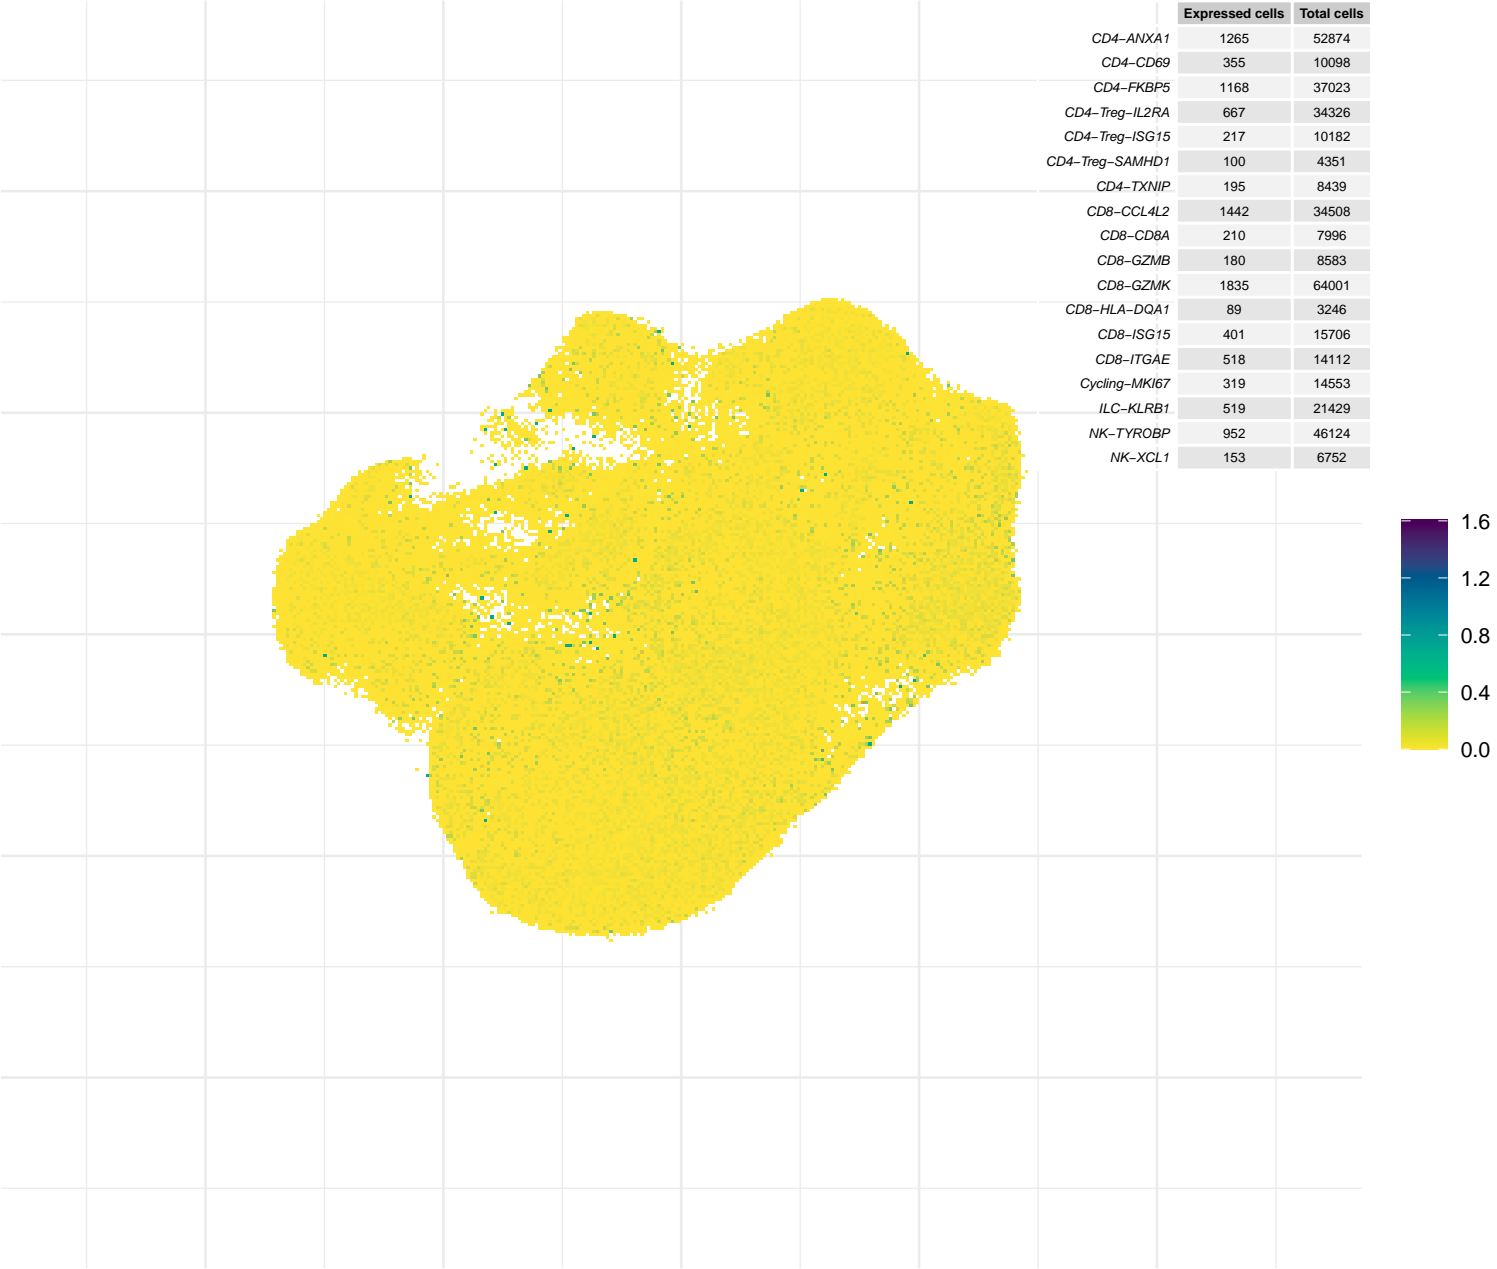 Expressed cells Total cells
CD4−ANXA1 1265 52874
CD4−CD69 355 10098
CD4−FKBP5 1168 37023
CD4−Treg−IL2RA 667 34326
CD4−Treg−ISG15 217 10182
CD4−Treg−SAMHD1 100 4351
CD4−TXNIP 195 8439
CD8−CCL4L2 1442 34508
CD8−CD8A 210 7996
CD8−GZMB 180 8583
CD8−GZMK 1835 64001
CD8−HLA−DQA1 89 3246
CD8−ISG15 401 15706
CD8−ITGAE 518 14112
Cycling−MKI67 319 14553
ILC−KLRB1 519 21429
NK−TYROBP 952 46124
NK−XCL1 153 6752
1.6
1.2
0.8
0.4
0.0